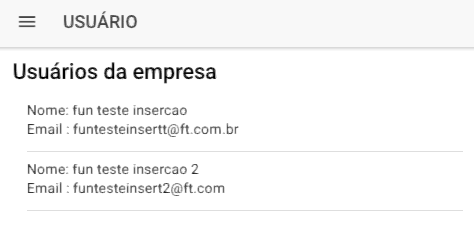 USUÁRIO
Usuários da empresa
Nome: fun teste insercao
Email : funtesteinsertt@ft.com.br
Nome: fun teste insercao 2
Email : funtesteinsert2@ft.com